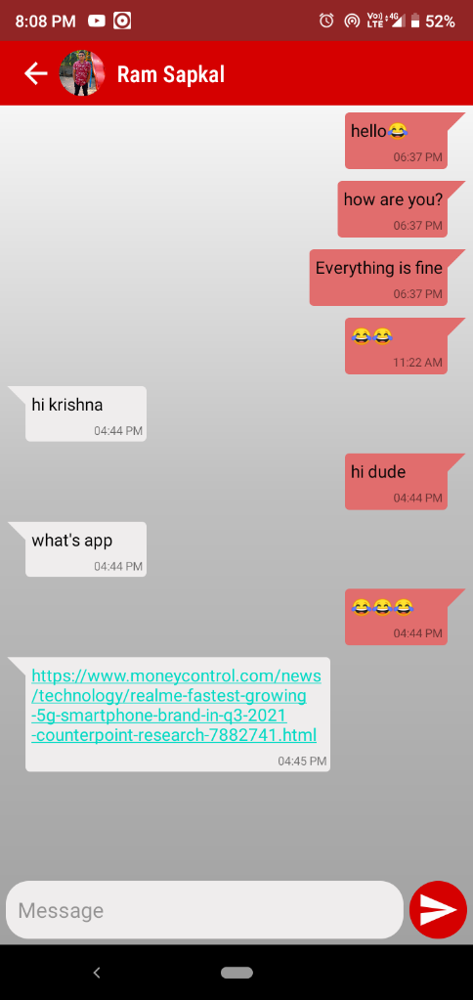 8:08 PM Vo) LTE 4G 52%
Ram Sapkal
hello😂
06:37 PM
how are you?
06:37 PM
Everything is fine
06:37 PM
😂😂
11:22 AM
hi krishna
04:44 PM
hi dude
04:44 PM
what's app
04:44 PM
😂😂😂
04:44 PM
https://www.moneycontrol.com/news
/technology/realme-fastest-growing
-5g-smartphone-brand-in-q3-2021
-counterpoint-research-7882741.html
04:45 PM
Message